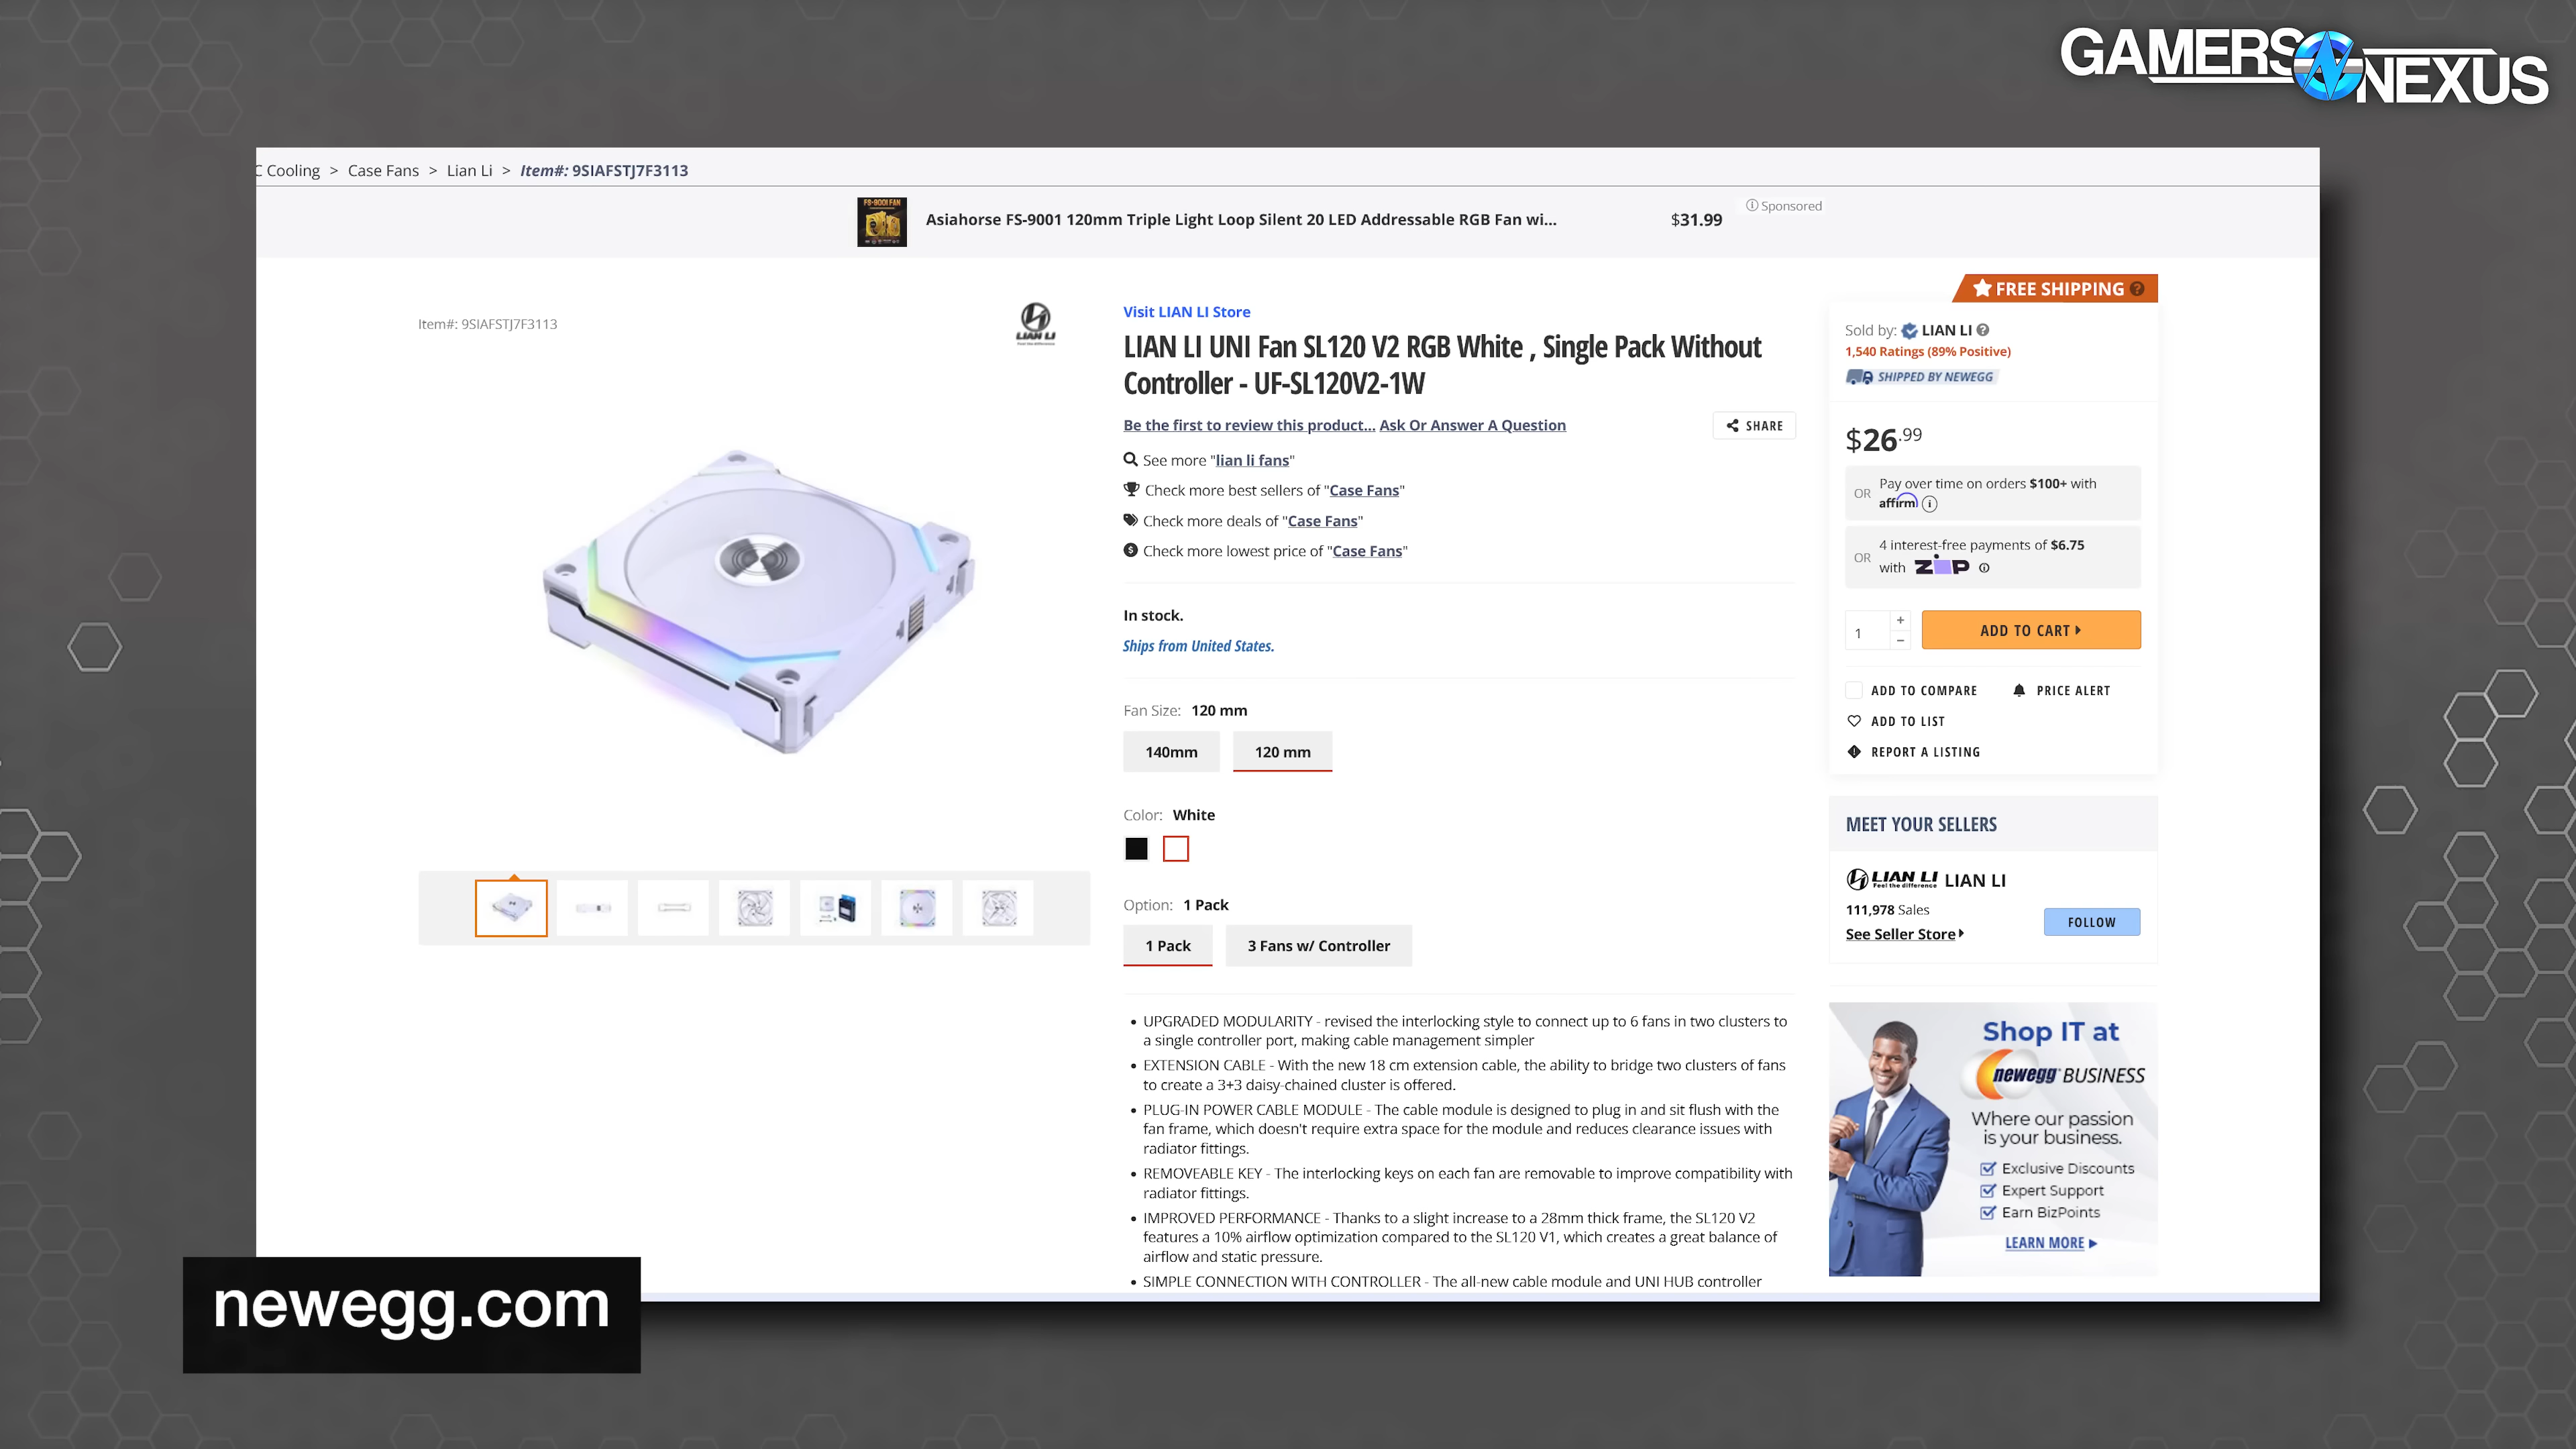 GAMERS NEXUS
C Cooling > Case Fans > Lian Li > Item#: 9SIAFSTJ7F3113
Asiahorse FS-9001 120mm Triple Light Loop Silent 20 LED Addressable RGB Fan wi...
$31.99
Sponsored
FS-9001 FAN
FREE SHIPPING
Item#: 9SIAFSTJ7F3113
LIAN LI
Visit LIAN LI Store
LIAN LI UNI Fan SL120 V2 RGB White , Single Pack Without
Controller - UF-SL120V2-1W
Be the first to review this product... Ask Or Answer A Question
SHARE
See more "lian li fans"
Check more best sellers of "Case Fans"
Check more deals of "Case Fans"
Check more lowest price of "Case Fans"
In stock.
Ships from United States.
Fan Size: 120 mm
140mm
120 mm
Color: White
Option: 1 Pack
1 Pack
3 Fans w/ Controller
• UPGRADED MODULARITY - revised the interlocking style to connect up to 6 fans in two clusters to
a single controller port, making cable management simpler
• EXTENSION CABLE - With the new 18 cm extension cable, the ability to bridge two clusters of fans
to create a 3+3 daisy-chained cluster is offered.
• PLUG-IN POWER CABLE MODULE - The cable module is designed to plug in and sit flush with the
fan frame, which doesn't require extra space for the module and reduces clearance issues with
radiator fittings.
• REMOVEABLE KEY - The interlocking keys on each fan are removable to improve compatibility with
radiator fittings.
• IMPROVED PERFORMANCE - Thanks to a slight increase to a 28mm thick frame, the SL120 V2
features a 10% airflow optimization compared to the SL120 V1, which creates a great balance of
airflow and static pressure.
• SIMPLE CONNECTION WITH CONTROLLER - The all-new cable module and UNI HUB controller
Sold by: LIAN LI
1,540 Ratings (89% Positive)
SHIPPED BY NEWEGG
$26.99
OR
Pay over time on orders $100+ with
affirm
OR
4 interest-free payments of $6.75
with ZIP
1
ADD TO CART
ADD TO COMPARE
PRICE ALERT
ADD TO LIST
REPORT A LISTING
MEET YOUR SELLERS
LIAN LI
Feel the difference
LIAN LI
111,978 Sales
See Seller Store
FOLLOW
Shop IT at
newegg BUSINESS
Where our passion
is your business.
Exclusive Discounts
Expert Support
Earn BizPoints
LEARN MORE
newegg.com